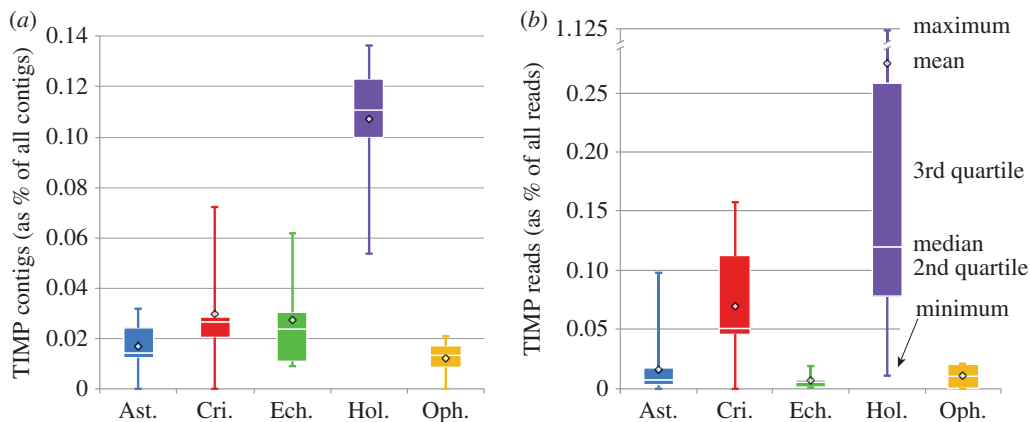 (a)
TIMP contigs (as % of all contigs)
0.14
0.12
0.10
0.08
0.06
0.04
0.02
0
Ast. Cri. Ech. Hol. Oph.
(b)
TIMP reads (as % of all reads)
1.125
0.25
0.20
0.15
0.10
0.05
0
Ast. Cri. Ech. Hol. Oph.
maximum
mean
3rd quartile
median
2nd quartile
minimum